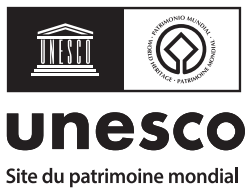 UNESCO
PATRIMONIO MUNDIAL • WORLD HERITAGE • PATRIMOINE MONDIAL •
unesco
Site du patrimoine mondial